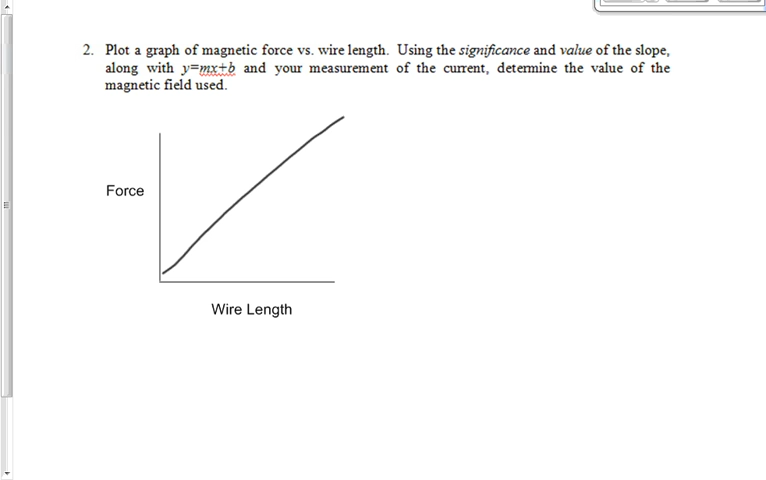 2. Plot a graph of magnetic force vs. wire length. Using the significance and value of the slope,
along with y=mx+b and your measurement of the current, determine the value of the
magnetic field used.
Force
Wire Length